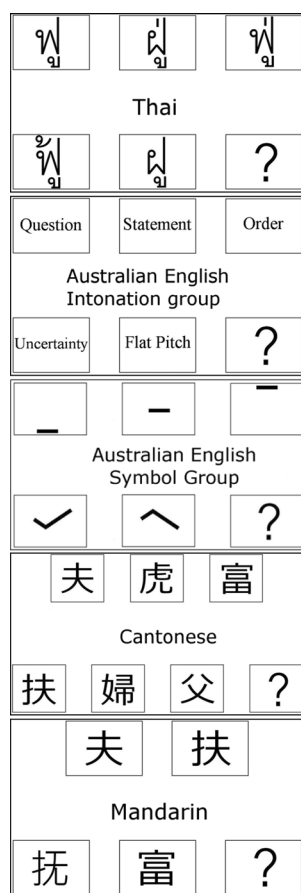 ฟู ฝู่ ฟู่
Thai
ฟู้ ฝู ?
Question Statement Order
Australian English
Intonation group
Uncertainty Flat Pitch ?
Australian English
Symbol Group
?
夫 虎 富
Cantonese
扶 婦 父 ?
夫 扶
Mandarin
抚 富 ?